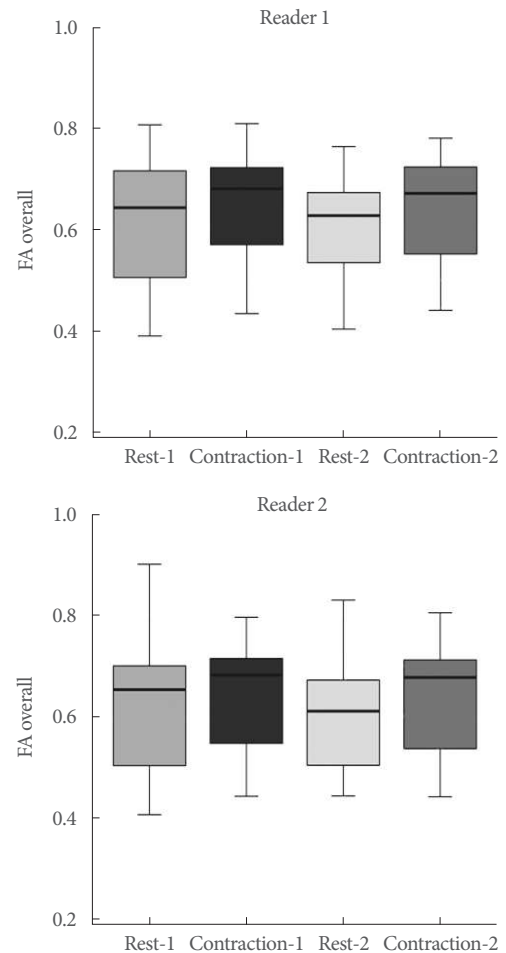 Reader 1
1.0
0.8
0.6
0.4
0.2
FA overall
Rest-1 Contraction-1 Rest-2 Contraction-2
Reader 2
1.0
0.8
0.6
0.4
0.2
FA overall
Rest-1 Contraction-1 Rest-2 Contraction-2